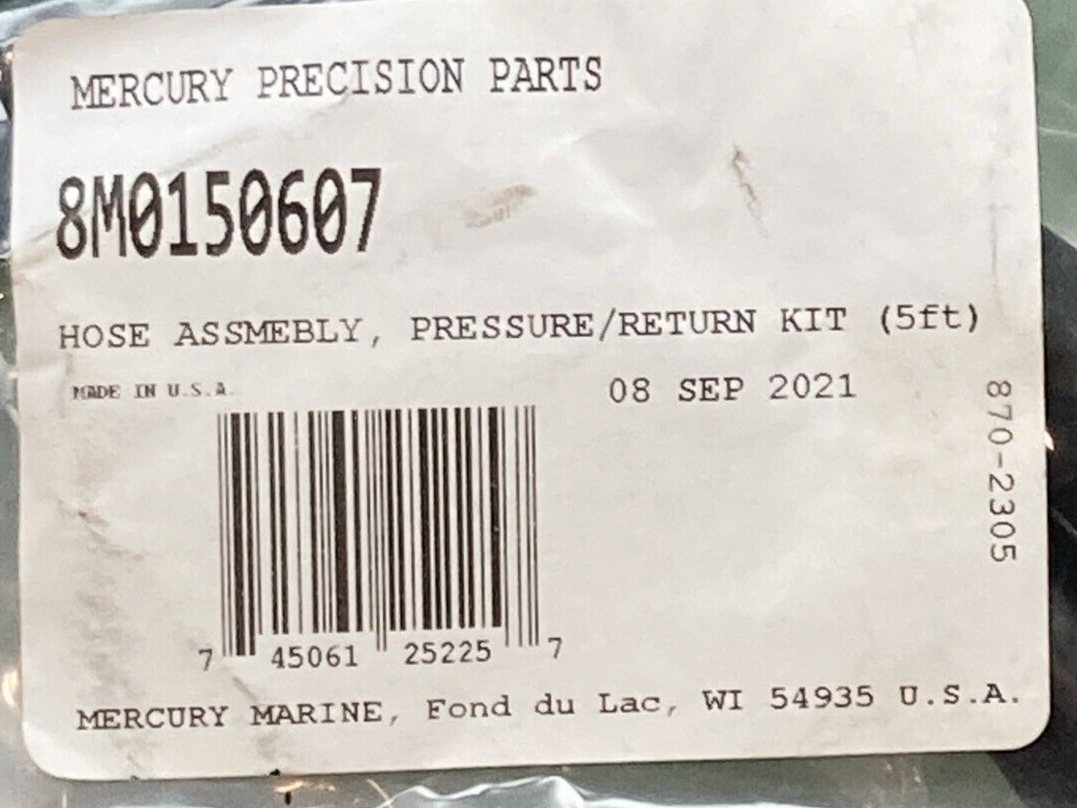 MERCURY PRECISION PARTS
8M0150607
HOSE ASSMEBLY, PRESSURE/RETURN KIT (5ft)
MADE IN U.S.A.
08 SEP 2021
870-2305
7 45061 25225 7
MERCURY MARINE, Fond du Lac, WI 54935 U.S.A.